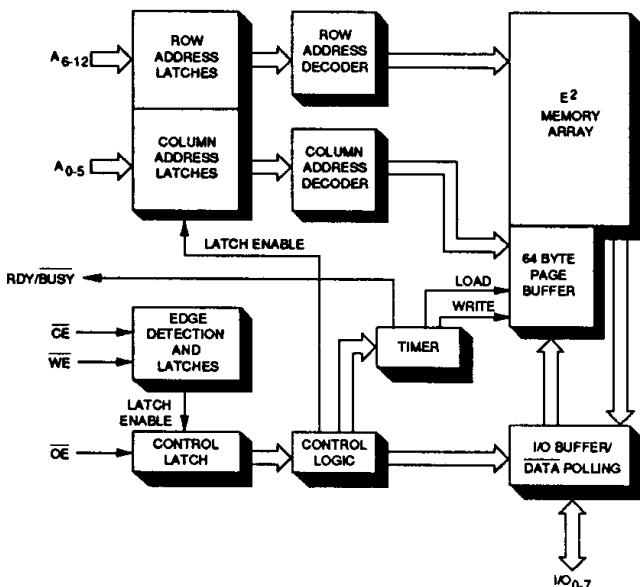 A6-12
ROW
ADDRESS
LATCHES
ROW
ADDRESS
DECODER
E²
MEMORY
ARRAY
A0-5
COLUMN
ADDRESS
LATCHES
COLUMN
ADDRESS
DECODER
LATCH ENABLE
64 BYTE
PAGE
BUFFER
RDY/BUSY
LOAD
WRITE
CE
WE
EDGE
DETECTION
AND
LATCHES
TIMER
LATCH
ENABLE
OE
CONTROL
LATCH
CONTROL
LOGIC
I/O BUFFER/
DATA POLLING
I/O0-7